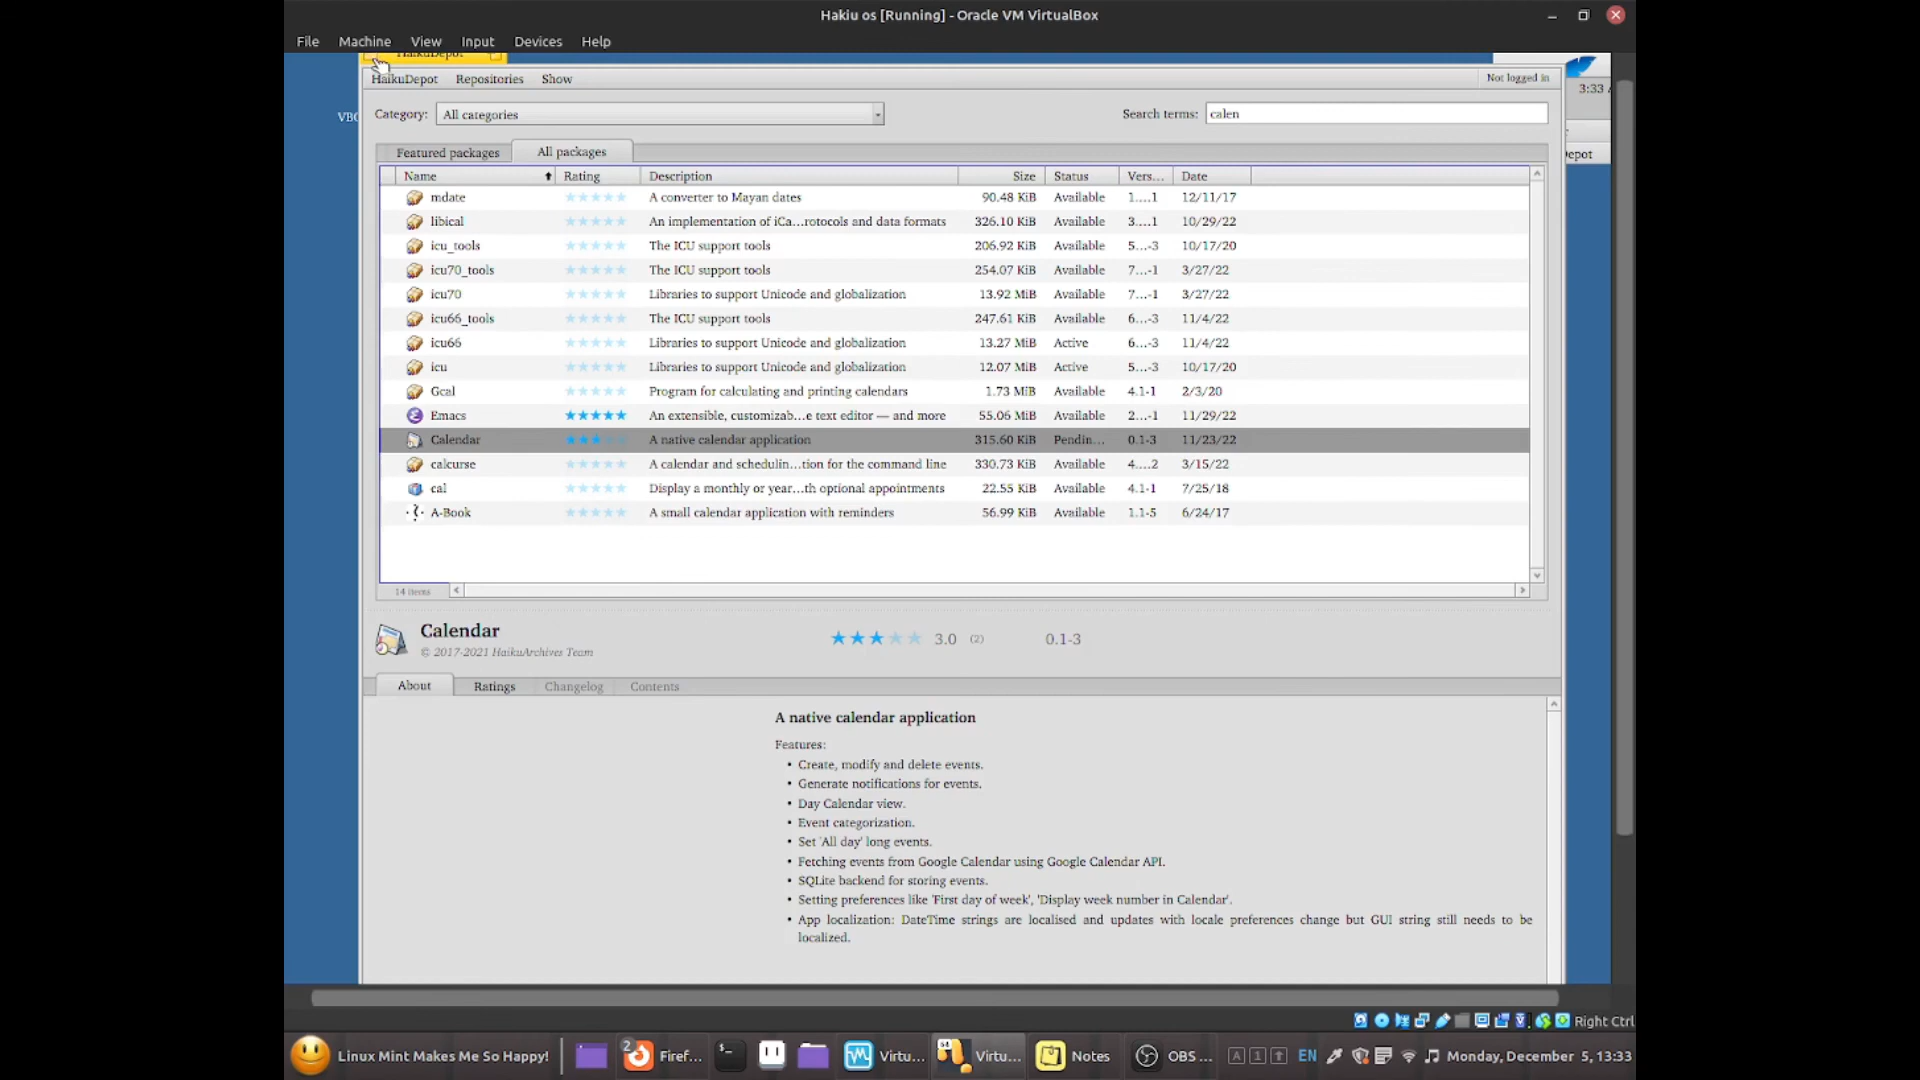 Hakiu os [Running] - Oracle VM VirtualBox
File Machine View Input Devices Help
HaikuDepot
HaikuDepot Repositories Show Not logged in
3:33
VBO
Category: All categories Search terms: calen
Featured packages All packages
epot
Name Rating Description Size Status Vers... Date
mdate A converter to Mayan dates 90.48 KiB Available 1....1 12/11/17
libical An implementation of iCa...rotocols and data formats 326.10 KiB Available 3....1 10/29/22
icu_tools The ICU support tools 206.92 KiB Available 5...-3 10/17/20
icu70_tools The ICU support tools 254.07 KiB Available 7...-1 3/27/22
icu70 Libraries to support Unicode and globalization 13.92 MiB Available 7...-1 3/27/22
icu66_tools The ICU support tools 247.61 KiB Available 6...-3 11/4/22
icu66 Libraries to support Unicode and globalization 13.27 MiB Active 6...-3 11/4/22
icu Libraries to support Unicode and globalization 12.07 MiB Active 5...-3 10/17/20
Gcal Program for calculating and printing calendars 1.73 MiB Available 4.1-1 2/3/20
Emacs An extensible, customizab...e text editor — and more 55.06 MiB Available 2...-1 11/29/22
Calendar A native calendar application 315.60 KiB Pendin... 0.1-3 11/23/22
calcurse A calendar and schedulin...tion for the command line 330.73 KiB Available 4....2 3/15/22
cal Display a monthly or year...th optional appointments 22.55 KiB Available 4.1-1 7/25/18
A-Book A small calendar application with reminders 56.99 KiB Available 1.1-5 6/24/17
14 items
Calendar
3.0 (2) 0.1-3
© 2017-2021 HaikuArchives Team
About Ratings Changelog Contents
A native calendar application
Features:
• Create, modify and delete events.
• Generate notifications for events.
• Day Calendar view.
• Event categorization.
• Set 'All day' long events.
• Fetching events from Google Calendar using Google Calendar API.
• SQLite backend for storing events.
• Setting preferences like 'First day of week', 'Display week number in Calendar'.
• App localization: DateTime strings are localised and updates with locale preferences change but GUI string still needs to be
localized.
Right Ctrl
Linux Mint Makes Me So Happy! 2 Firef... Virtu... Virtu... Notes OBS ... A 1 EN Monday, December 5, 13:33